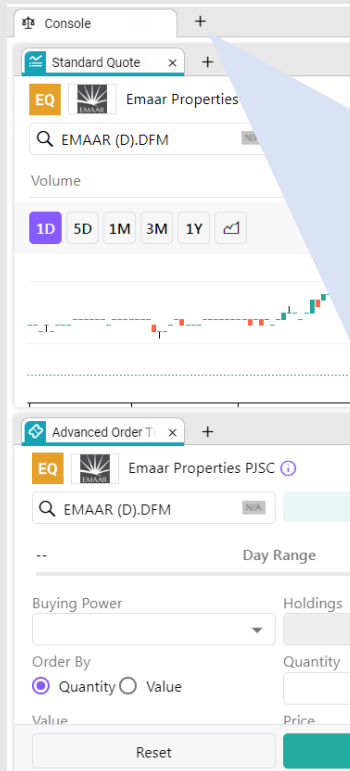 Console +
Standard Quote × +
EQ EMAAR Emaar Properties
EMAAR (D).DFM N/A
Volume
1D 5D 1M 3M 1Y
Advanced Order Ti × +
EQ EMAAR Emaar Properties PJSC
EMAAR (D).DFM N/A
-- Day Range
Buying Power Holdings
Order By Quantity
Quantity Value
Value Price
Reset